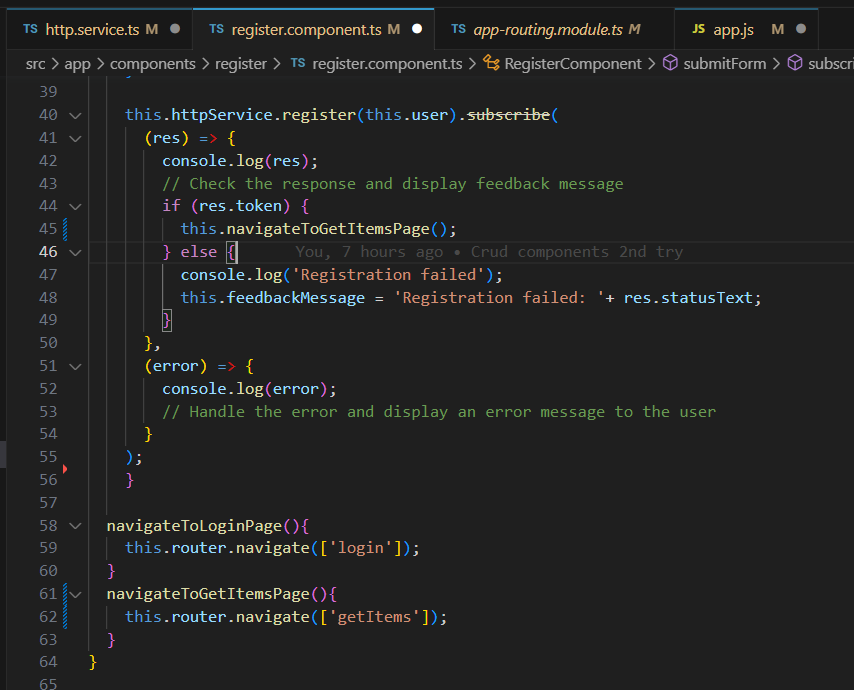 TS http.service.ts M
TS register.component.ts M
TS app-routing.module.ts M
JS app.js M
src > app > components > register > TS register.component.ts > RegisterComponent > submitForm > subscri
39
40 this.httpService.register(this.user).subscribe(
41 (res) => {
42 console.log(res);
43 // Check the response and display feedback message
44 if (res.token) {
45 this.navigateToGetItemsPage();
46 } else { You, 7 hours ago • Crud components 2nd try
47 console.log('Registration failed');
48 this.feedbackMessage = 'Registration failed: '+ res.statusText;
49 }
50 },
51 (error) => {
52 console.log(error);
53 // Handle the error and display an error message to the user
54 }
55 );
56 }
57
58 navigateToLoginPage(){
59 this.router.navigate(['login']);
60 }
61 navigateToGetItemsPage(){
62 this.router.navigate(['getItems']);
63 }
64 }
65